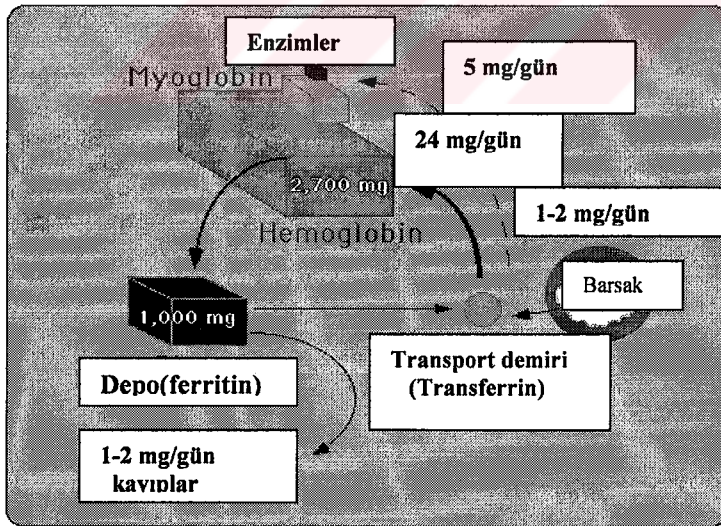 Enzimler
Myoglobin
5 mg/gün
24 mg/gün
2,700 mg
1-2 mg/gün
Hemoglobin
Barsak
1,000 mg
Transport demiri
(Transferrin)
Depo(ferritin)
1-2 mg/gün
kayıplar